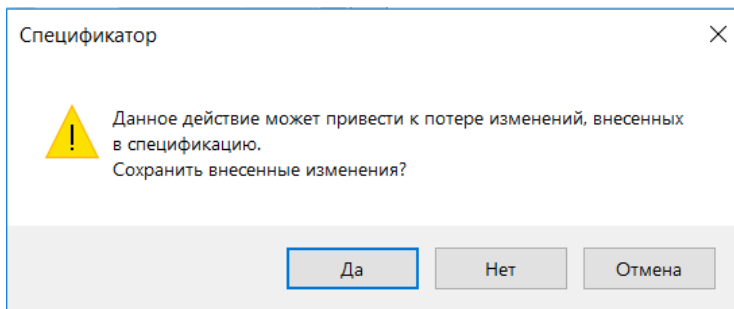 Спецификатор
Данное действие может привести к потере изменений, внесенных
в спецификацию.
Сохранить внесенные изменения?
Да Нет Отмена